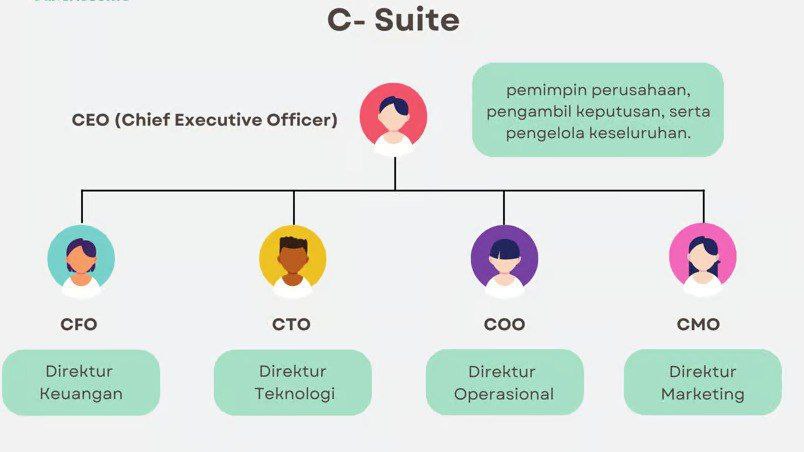 C- Suite
CEO (Chief Executive Officer)
pemimpin perusahaan,
pengambil keputusan, serta
pengelola keseluruhan.
CFO
CTO
COO
CMO
Direktur
Keuangan
Direktur
Teknologi
Direktur
Operasional
Direktur
Marketing